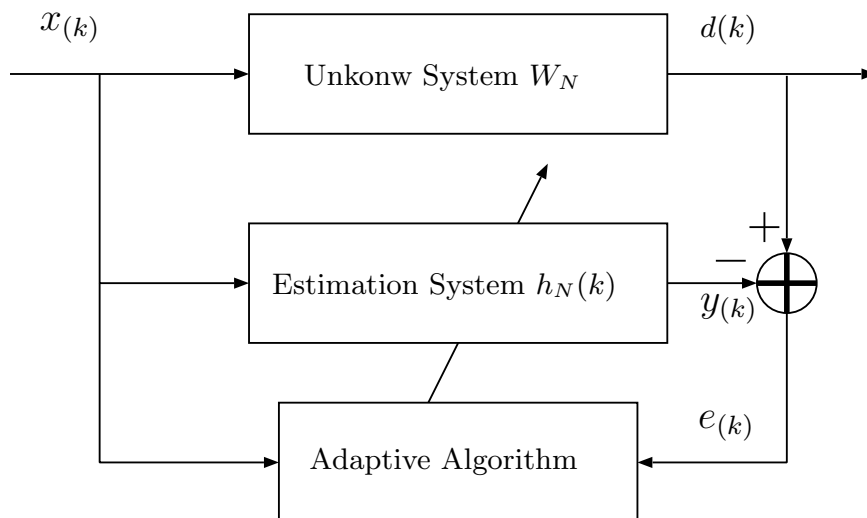 x(k)
d(k)
Unkonw System W_N
+
−
Estimation System h_N(k)
y(k)
e(k)
Adaptive Algorithm